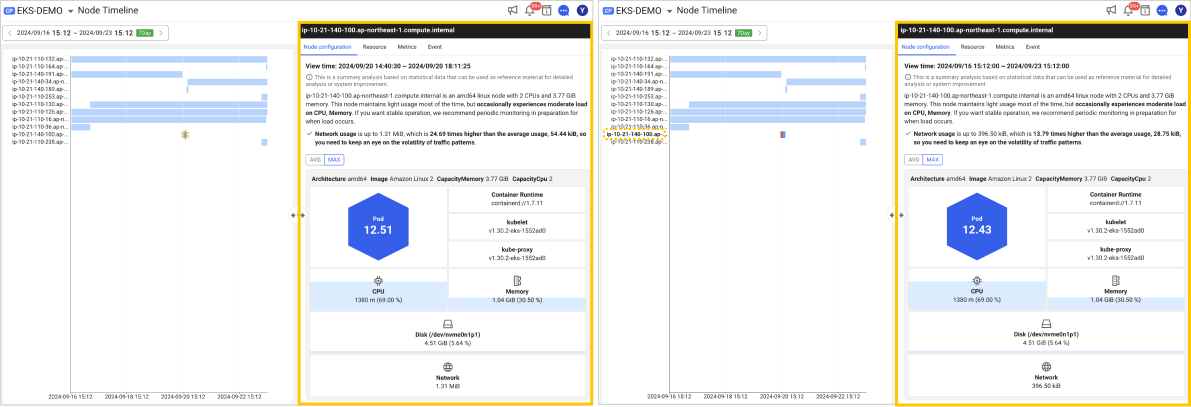 CP EKS-DEMO Node Timeline
99+
Y
2024/09/16 15:12 ~ 2024/09/23 15:12 7Day
ip-10-21-110-132.ap-...
ip-10-21-110-164.ap-...
ip-10-21-140-191.ap-...
ip-10-21-140-34.ap-n...
ip-10-21-140-189.ap-...
ip-10-21-110-253.ap-...
ip-10-21-110-130.ap-...
ip-10-21-110-126.ap-...
ip-10-21-110-16.ap-n...
ip-10-21-110-36.ap-n...
ip-10-21-140-100.ap-...
ip-10-21-110-238.ap-...
2024-09-16 15:12 2024-09-18 15:12 2024-09-20 15:12 2024-09-22 15:12
ip-10-21-140-100.ap-northeast-1.compute.internal
Node configuration Resource Metrics Event
View time: 2024/09/20 14:40:30 ~ 2024/09/20 18:11:25
This is a summary analysis based on statistical data that can be used as reference material for detailed
analysis or system improvement.
ip-10-21-140-100.ap-northeast-1.compute.internal is an amd64 linux node with 2 CPUs and 3.77 GiB
memory. This node maintains light usage most of the time, but occasionally experiences moderate load
on CPU, Memory. If you want stable operation, we recommend periodic monitoring in preparation for
when load occurs.
Network usage is up to 1.31 MiB, which is 24.69 times higher than the average usage, 54.44 kiB, so
you need to keep an eye on the volatility of traffic patterns.
AVG MAX
Architecture amd64 Image Amazon Linux 2 CapacityMemory 3.77 GiB CapacityCpu 2
Pod
12.51
Container Runtime
containerd://1.7.11
kubelet
v1.30.2-eks-1552ad0
kube-proxy
v1.30.2-eks-1552ad0
CPU
1380 m (69.00 %)
Memory
1.04 GiB (30.50 %)
Disk (/dev/nvme0n1p1)
4.51 GiB (5.64 %)
Network
1.31 MiB
CP EKS-DEMO Node Timeline
99+
Y
2024/09/16 15:12 ~ 2024/09/23 15:12 7Day
ip-10-21-110-132.ap-...
ip-10-21-110-164.ap-...
ip-10-21-140-191.ap-...
ip-10-21-140-34.ap-n...
ip-10-21-140-189.ap-...
ip-10-21-110-253.ap-...
ip-10-21-110-130.ap-...
ip-10-21-110-126.ap-...
ip-10-21-110-16.ap-n...
ip-10-21-110-36.ap-n...
ip-10-21-140-100.ap-...
ip-10-21-110-238.ap-...
2024-09-16 15:12 2024-09-18 15:12 2024-09-20 15:12 2024-09-22 15:12
ip-10-21-140-100.ap-northeast-1.compute.internal
Node configuration Resource Metrics Event
View time: 2024/09/16 15:12:00 ~ 2024/09/23 15:12:00
This is a summary analysis based on statistical data that can be used as reference material for detailed
analysis or system improvement.
ip-10-21-140-100.ap-northeast-1.compute.internal is an amd64 linux node with 2 CPUs and 3.77 GiB
memory. This node maintains light usage most of the time, but occasionally experiences moderate load
on CPU, Memory. If you want stable operation, we recommend periodic monitoring in preparation for
when load occurs.
Network usage is up to 396.50 kiB, which is 13.79 times higher than the average usage, 28.75 kiB,
so you need to keep an eye on the volatility of traffic patterns.
AVG MAX
Architecture amd64 Image Amazon Linux 2 CapacityMemory 3.77 GiB CapacityCpu 2
Pod
12.43
Container Runtime
containerd://1.7.11
kubelet
v1.30.2-eks-1552ad0
kube-proxy
v1.30.2-eks-1552ad0
CPU
1380 m (69.00 %)
Memory
1.04 GiB (30.50 %)
Disk (/dev/nvme0n1p1)
4.51 GiB (5.64 %)
Network
396.50 kiB